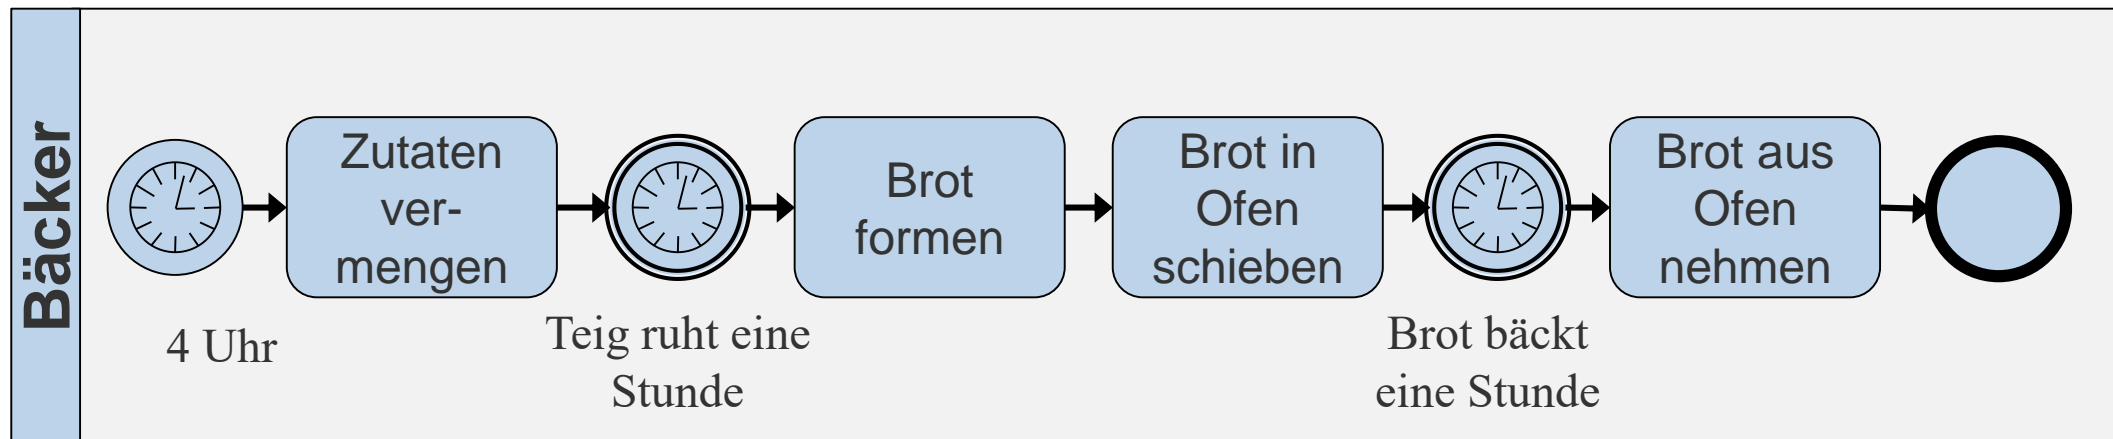 Bäcker
4 Uhr
Zutaten
ver-
mengen
Teig ruht eine
Stunde
Brot
formen
Brot in
Ofen
schieben
Brot bäckt
eine Stunde
Brot aus
Ofen
nehmen